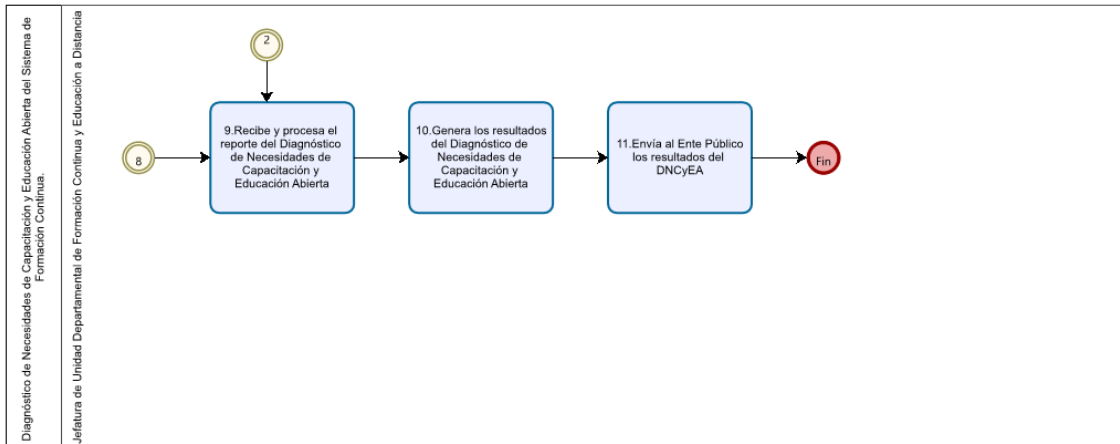 Diagnóstico de Necesidades de Capacitación y Educación Abierta del Sistema de
Formación Continua.
Jefatura de Unidad Departamental de Formación Continua y Educación a Distancia
2
8
9.Recibe y procesa el
reporte del Diagnóstico
de Necesidades de
Capacitación y
Educación Abierta
10.Genera los resultados
del Diagnóstico de
Necesidades de
Capacitación y
Educación Abierta
11.Envía al Ente Público
los resultados del
DNCyEA
Fin